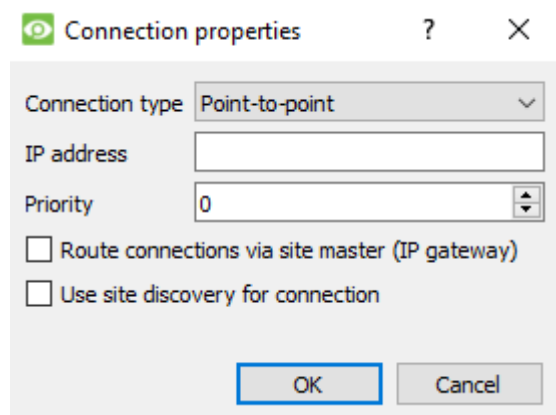 Connection properties ?
Connection type Point-to-point
IP address
Priority 0
Route connections via site master (IP gateway)
Use site discovery for connection
OK Cancel